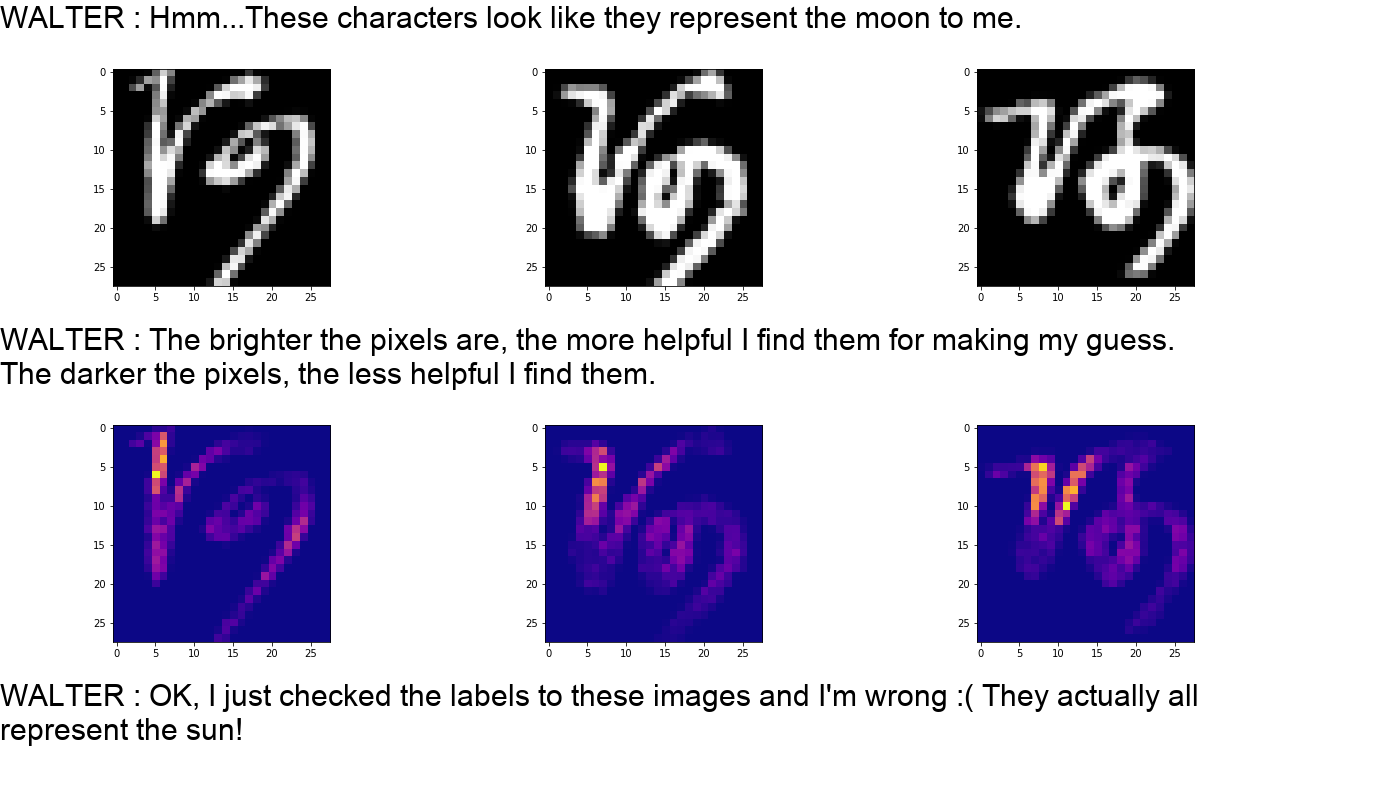 WALTER : Hmm...These characters look like they represent the moon to me.
0 0 0
5 5 5
10 10 10
15 15 15
20 20 20
25 25 25
0 5 10 15 20 25 0 5 10 15 20 25 0 5 10 15 20 25
WALTER : The brighter the pixels are, the more helpful I find them for making my guess.
The darker the pixels, the less helpful I find them.
0 0 0
5 5 5
10 10 10
15 15 15
20 20 20
25 25 25
0 5 10 15 20 25 0 5 10 15 20 25 0 5 10 15 20 25
WALTER : OK, I just checked the labels to these images and I'm wrong :( They actually all
represent the sun!